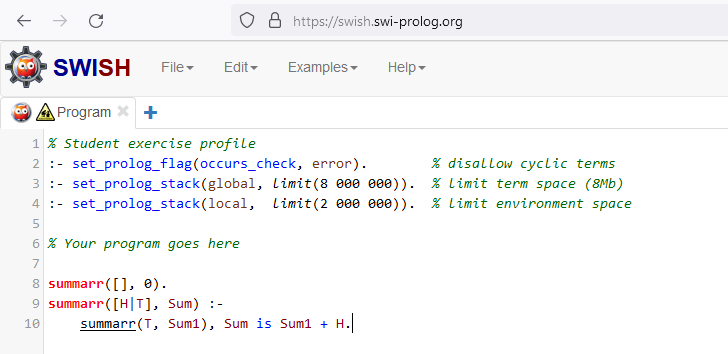 https://swish.swi-prolog.org
SWISH File Edit Examples Help
Program
1 % Student exercise profile
2 :- set_prolog_flag(occurs_check, error). % disallow cyclic terms
3 :- set_prolog_stack(global, limit(8 000 000)). % limit term space (8Mb)
4 :- set_prolog_stack(local, limit(2 000 000)). % limit environment space
5
6 % Your program goes here
7
8 summarr([], 0).
9 summarr([H|T], Sum) :-
10 summarr(T, Sum1), Sum is Sum1 + H.